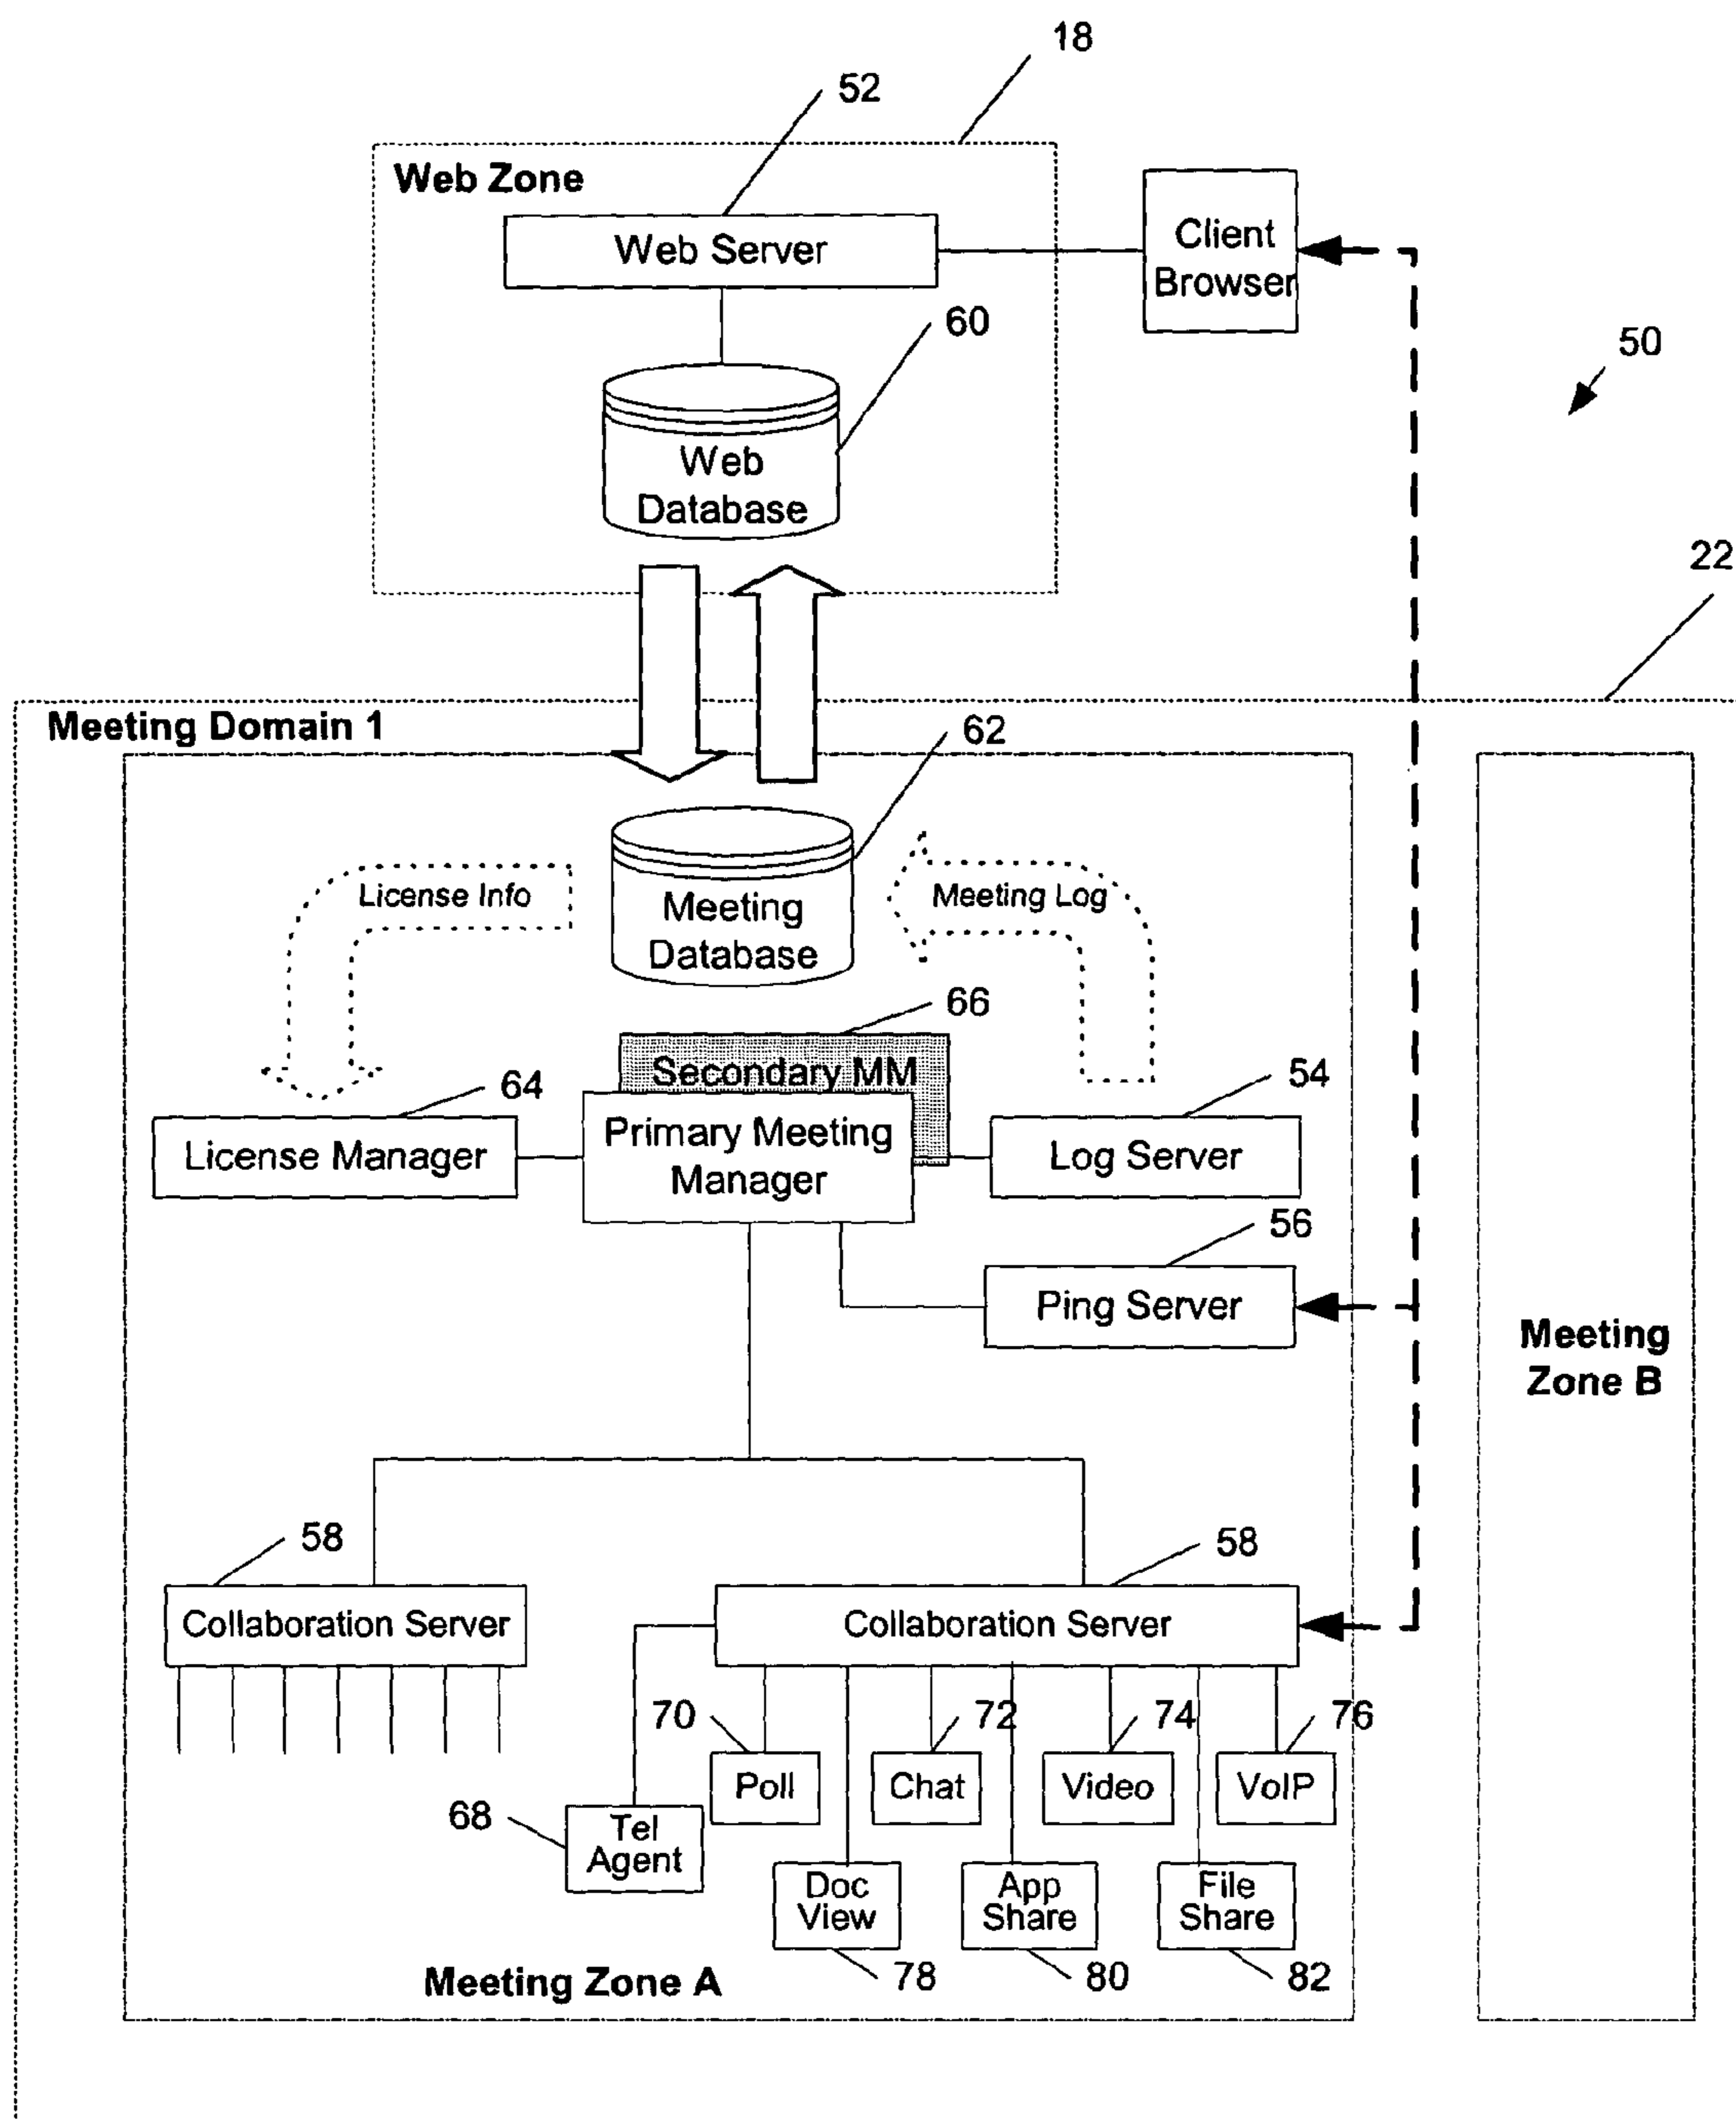 18
52
Web Zone
Web Server
Client
Browser
60
50
Web
Database
22
Meeting Domain 1
62
License Info
Meeting Log
Meeting
Database
66
Secondary MM
64
54
License Manager
Primary Meeting
Manager
Log Server
56
Ping Server
Meeting
Zone B
58
58
Collaboration Server
Collaboration Server
70
72
74
76
Poll
Chat
Video
VoIP
68
Tel
Agent
Doc
View
App
Share
File
Share
78
80
82
Meeting Zone A